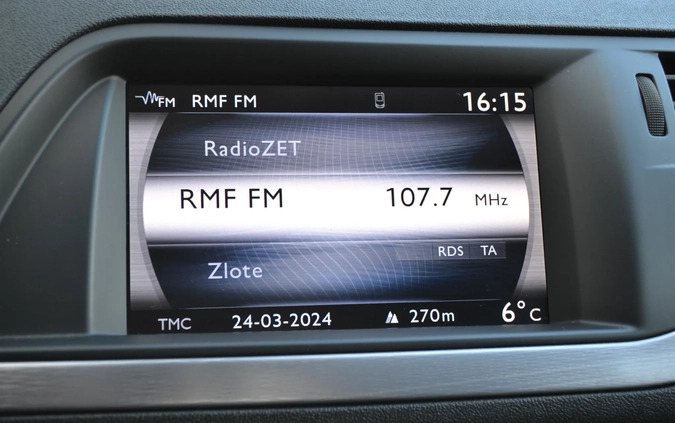 FM RMF FM 16:15
RadioZET
RMF FM 107.7 MHz
RDS TA
Zlote
TMC 24-03-2024 270m 6°C